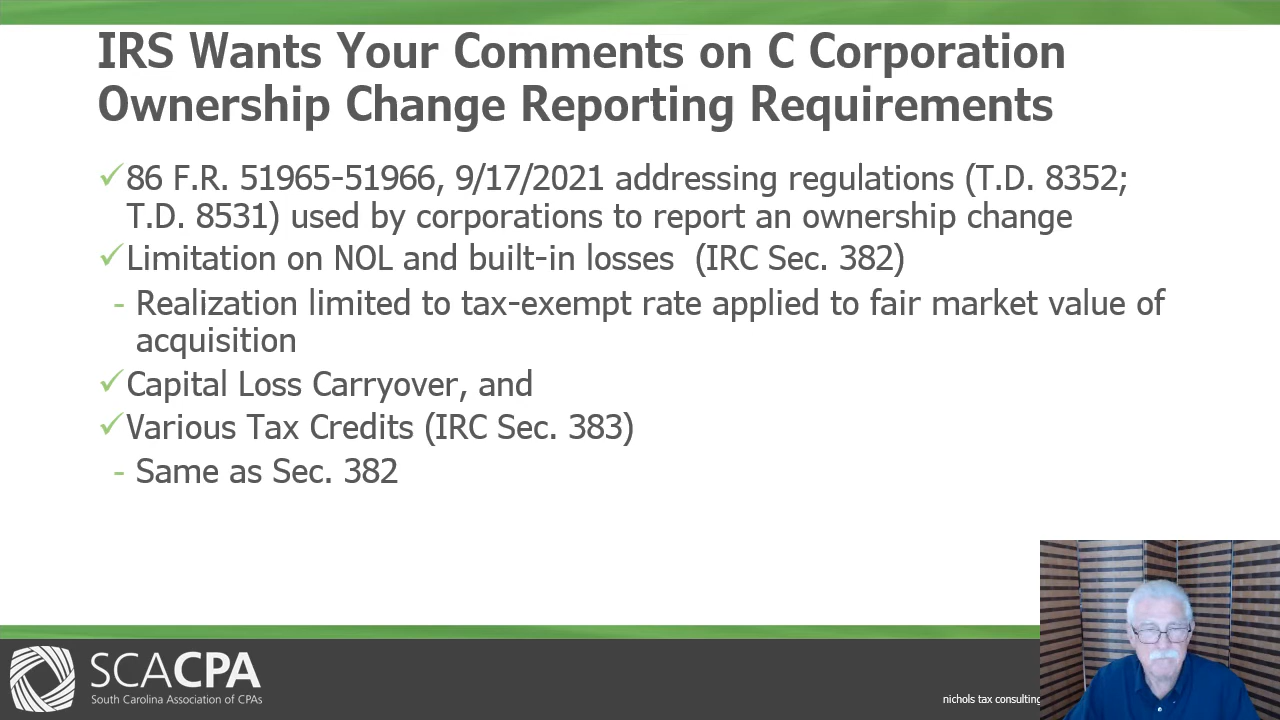 IRS Wants Your Comments on C Corporation
Ownership Change Reporting Requirements
✓86 F.R. 51965-51966, 9/17/2021 addressing regulations (T.D. 8352;
T.D. 8531) used by corporations to report an ownership change
✓Limitation on NOL and built-in losses (IRC Sec. 382)
- Realization limited to tax-exempt rate applied to fair market value of
acquisition
✓Capital Loss Carryover, and
✓Various Tax Credits (IRC Sec. 383)
- Same as Sec. 382
SCACPA
South Carolina Association of CPAs
nichols tax consulting